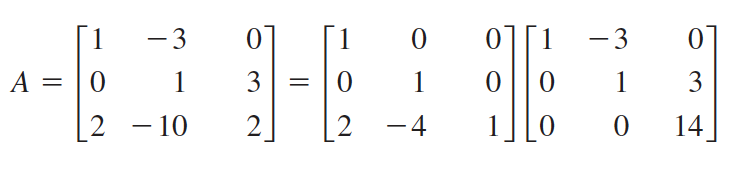 A = [1 −3 0; 0 1 3; 2 −10 2] = [1 0 0; 0 1 0; 2 −4 1][1 −3 0; 0 1 3; 0 0 14]